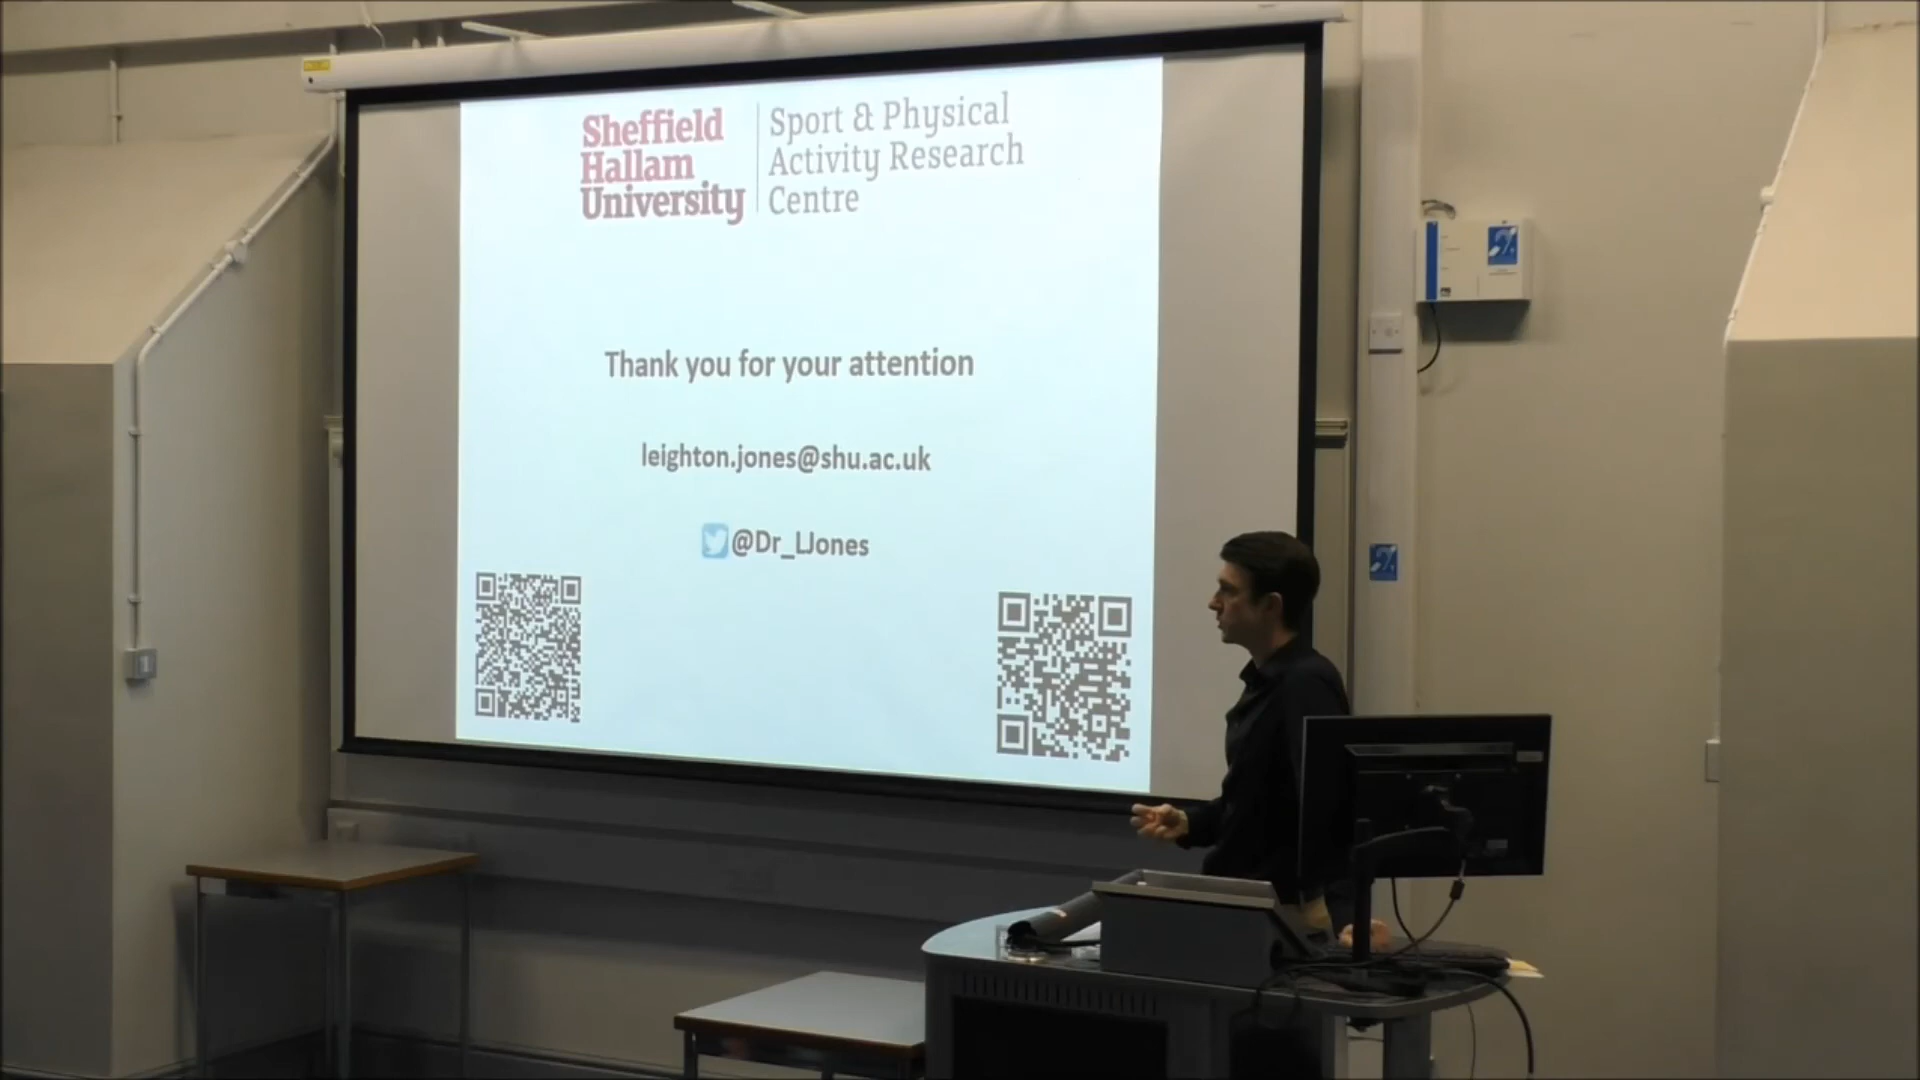 Sheffield
Hallam
University
Sport & Physical
Activity Research
Centre
Thank you for your attention
leighton.jones@shu.ac.uk
@Dr_LJones